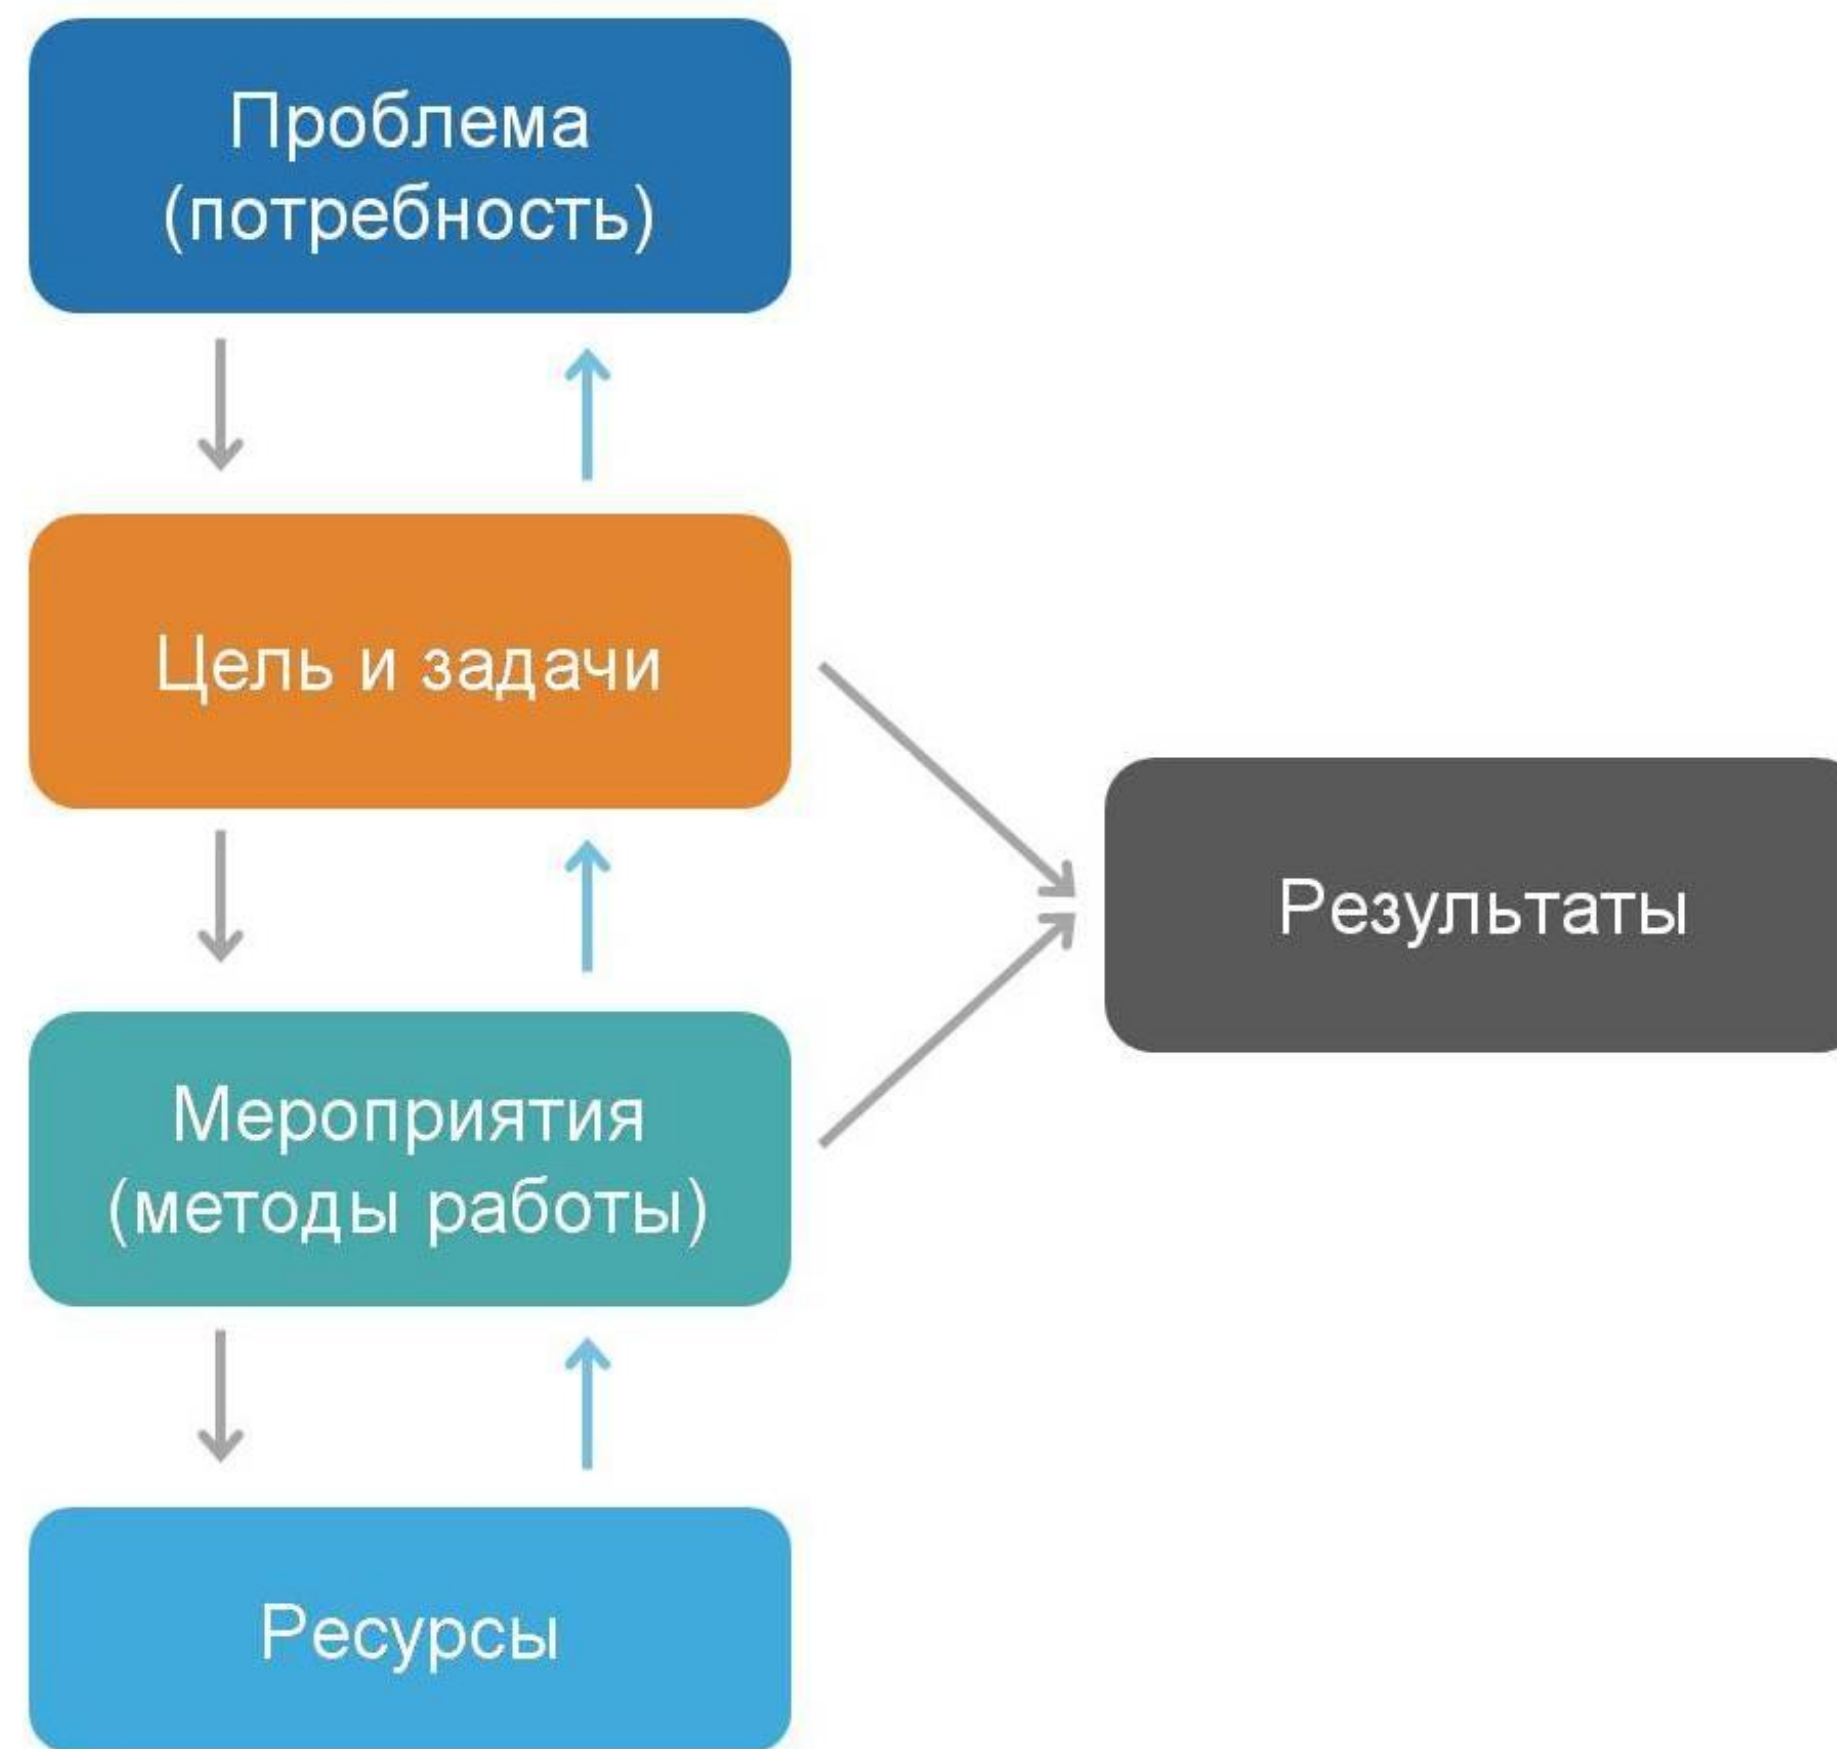 Проблема
(потребность)
Цель и задачи
Результаты
Мероприятия
(методы работы)
Ресурсы